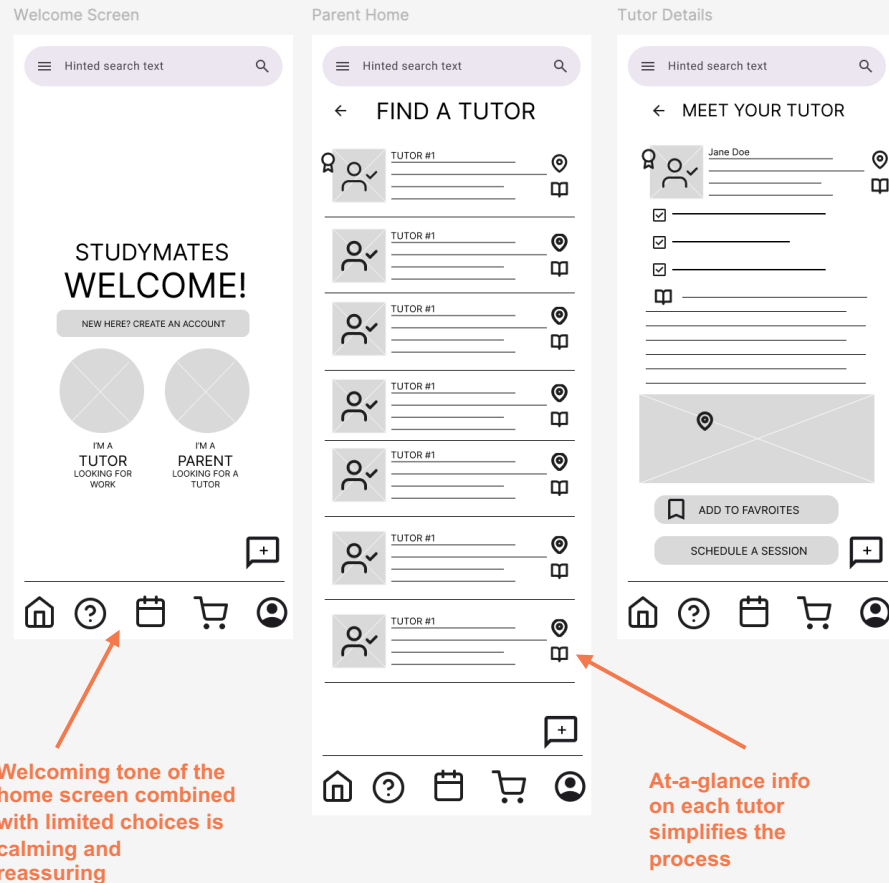 Welcome Screen
Hinted search text
STUDYMATES
WELCOME!
NEW HERE? CREATE AN ACCOUNT
I'M A
TUTOR
LOOKING FOR
WORK
I'M A
PARENT
LOOKING FOR A
TUTOR
Welcoming tone of the
home screen combined
with limited choices is
calming and
reassuring
Parent Home
Hinted search text
FIND A TUTOR
TUTOR #1
TUTOR #1
TUTOR #1
TUTOR #1
TUTOR #1
TUTOR #1
TUTOR #1
Tutor Details
Hinted search text
MEET YOUR TUTOR
Jane Doe
ADD TO FAVROITES
SCHEDULE A SESSION
At-a-glance info
on each tutor
simplifies the
process